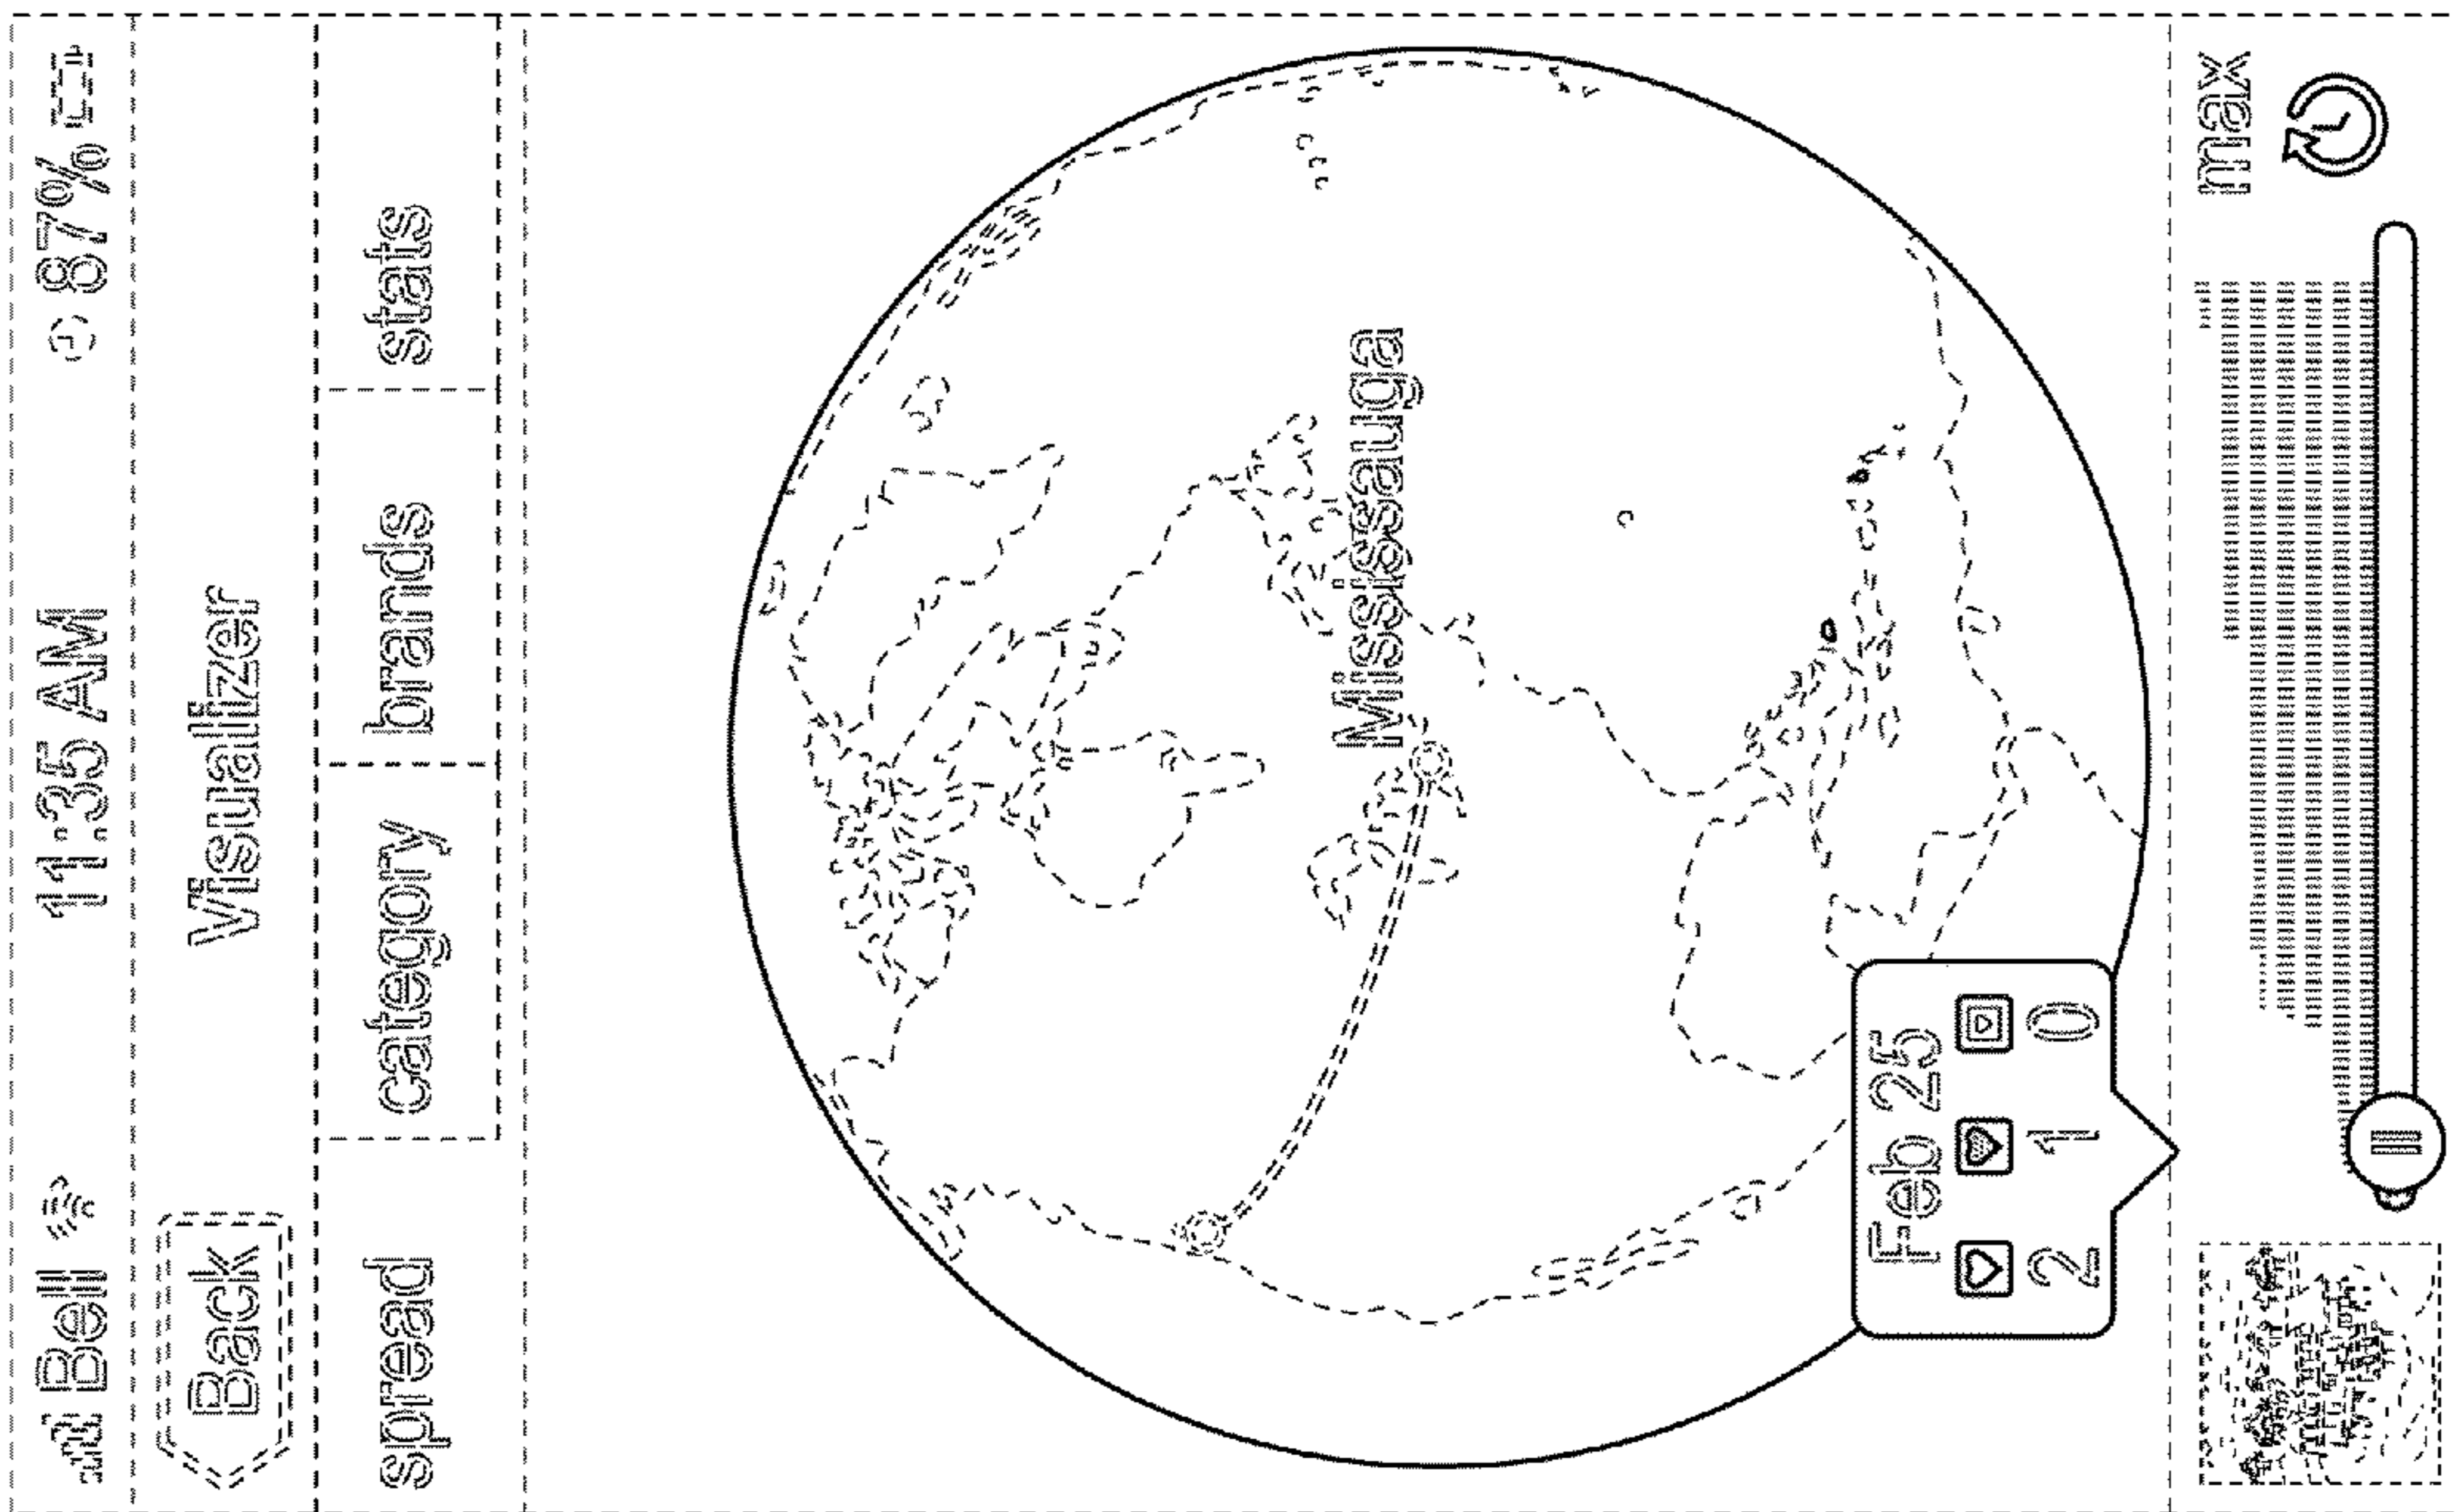 Bell 11:35 AM 87%
Back Visualizer
spread category brands stats
Mississauga
Feb 25
2 1 0
max